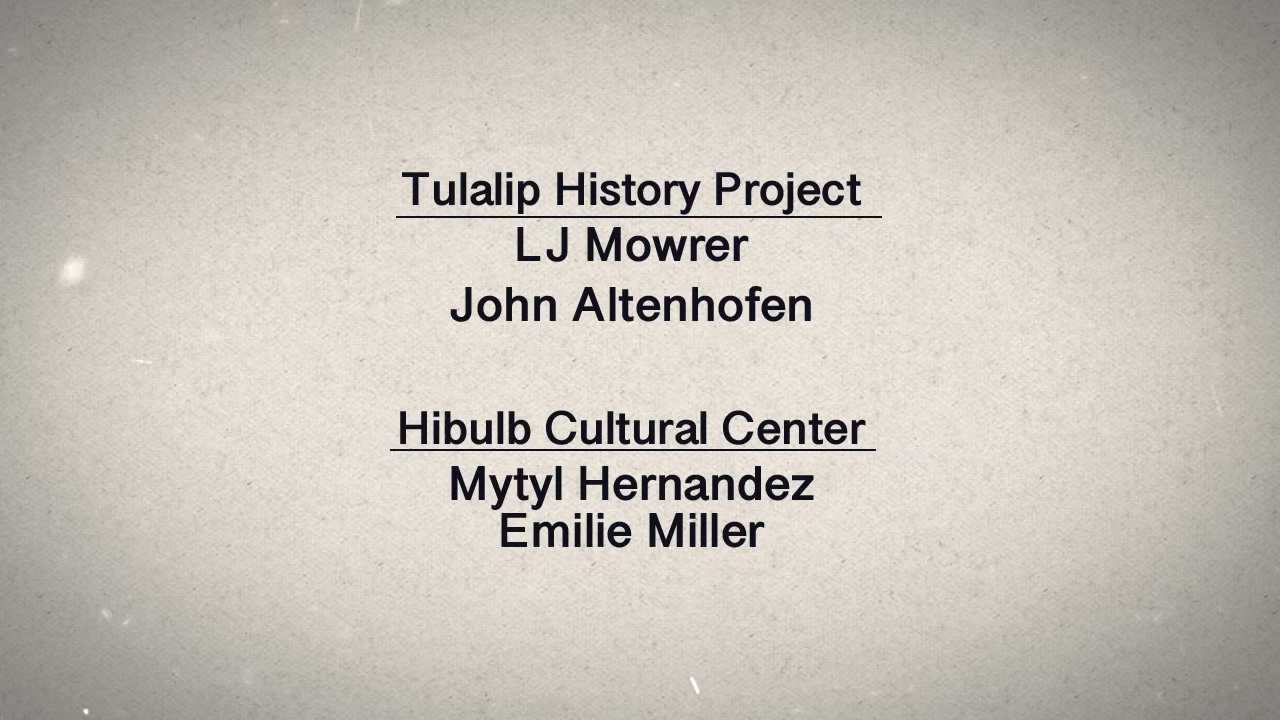 Tulalip History Project
LJ Mowrer
John Altenhofen
Hibulb Cultural Center
Mytyl Hernandez
Emilie Miller